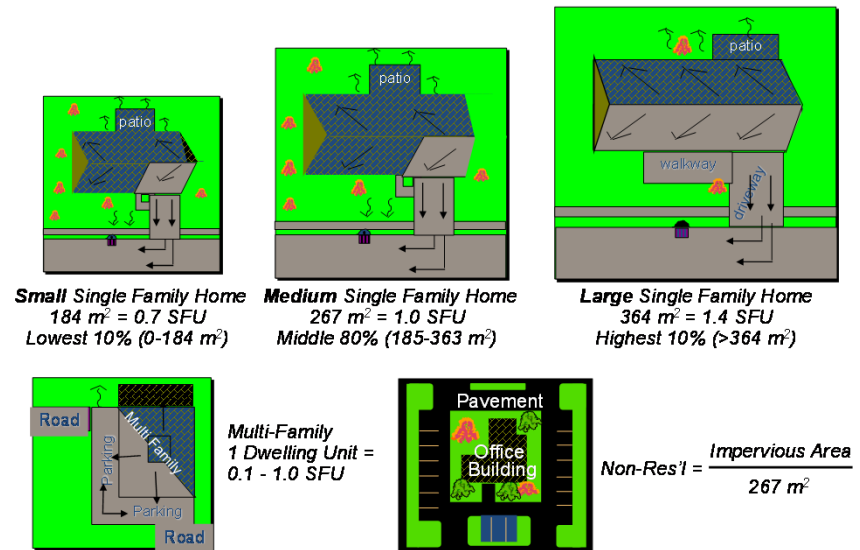 patio
patio
patio
walkway
driveway
Small Single Family Home
184 m² = 0.7 SFU
Lowest 10% (0-184 m²)
Medium Single Family Home
267 m² = 1.0 SFU
Middle 80% (185-363 m²)
Large Single Family Home
364 m² = 1.4 SFU
Highest 10% (>364 m²)
Road
Multi Family
Parking
Parking
Road
Multi-Family
1 Dwelling Unit =
0.1 - 1.0 SFU
Pavement
Office
Building
Non-Res'l = Impervious Area
267 m²